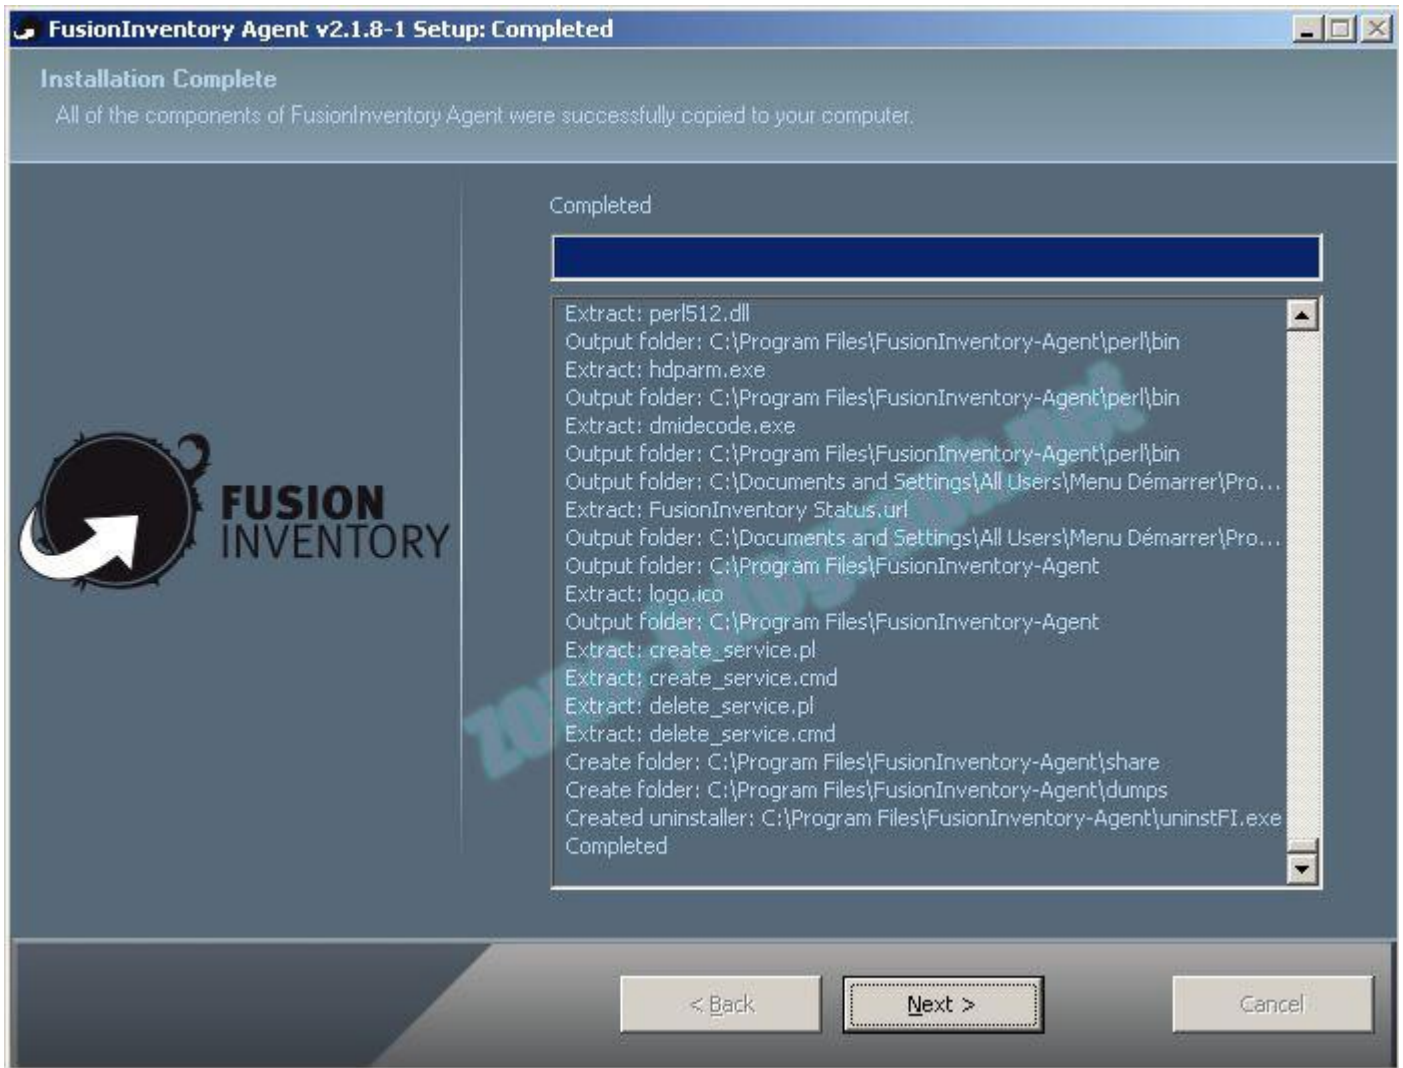 FusionInventory Agent v2.1.8-1 Setup: Completed
Installation Complete
All of the components of FusionInventory Agent were successfully copied to your computer.
Completed
Extract: perl512.dll
Output folder: C:\Program Files\FusionInventory-Agent\perl\bin
Extract: hdparm.exe
Output folder: C:\Program Files\FusionInventory-Agent\perl\bin
Extract: dmidecode.exe
Output folder: C:\Program Files\FusionInventory-Agent\perl\bin
Output folder: C:\Documents and Settings\All Users\Menu Démarrer\Pro...
Extract: FusionInventory Status.url
Output folder: C:\Documents and Settings\All Users\Menu Démarrer\Pro...
Output folder: C:\Program Files\FusionInventory-Agent
Extract: logo.ico
Output folder: C:\Program Files\FusionInventory-Agent
Extract: create_service.pl
Extract: create_service.cmd
Extract: delete_service.pl
Extract: delete_service.cmd
Create folder: C:\Program Files\FusionInventory-Agent\share
Create folder: C:\Program Files\FusionInventory-Agent\dumps
Created uninstaller: C:\Program Files\FusionInventory-Agent\uninstFI.exe
Completed
FUSION
INVENTORY
< Back
Next >
Cancel